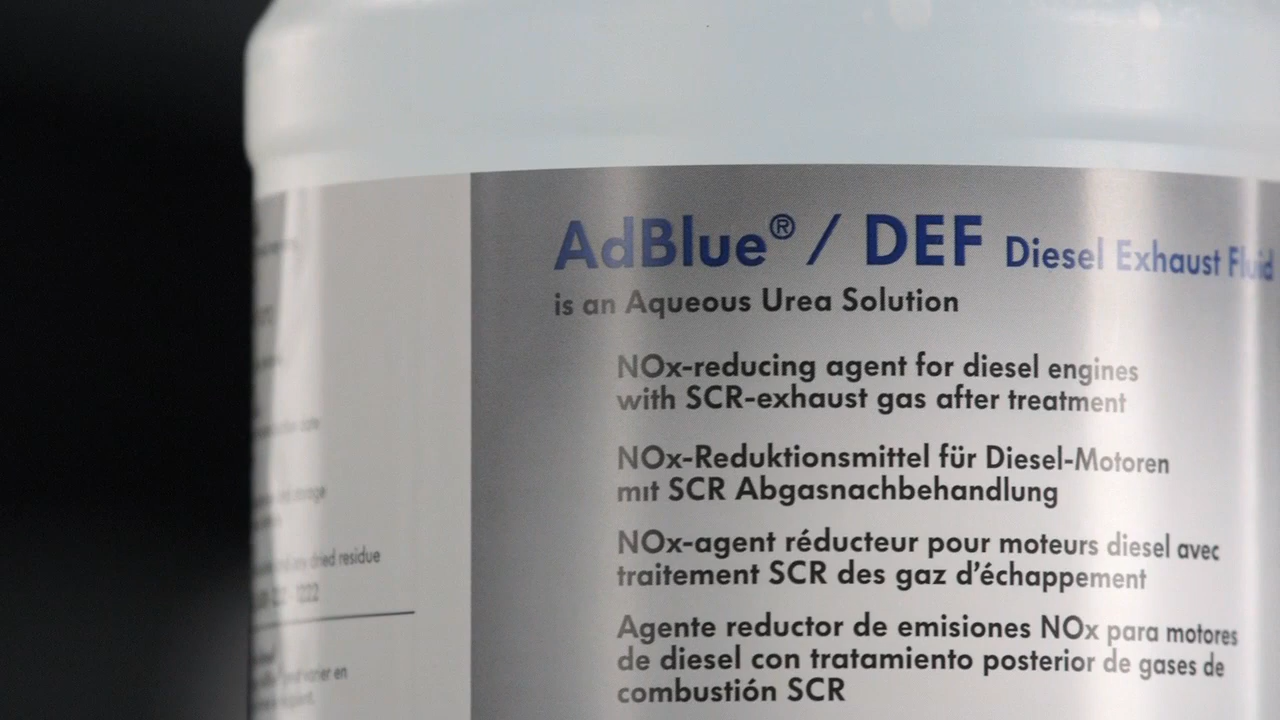 AdBlue® / DEF Diesel Exhaust Fluid
is an Aqueous Urea Solution
NOx-reducing agent for diesel engines
with SCR-exhaust gas after treatment
NOx-Reduktionsmittel für Diesel-Motoren
mit SCR Abgasnachbehandlung
NOx-agent réducteur pour moteurs diesel avec
traitement SCR des gaz d'échappement
Agente reductor de emisiones NOx para motores
de diesel con tratamiento posterior de gases de
combustión SCR
dried residue
en